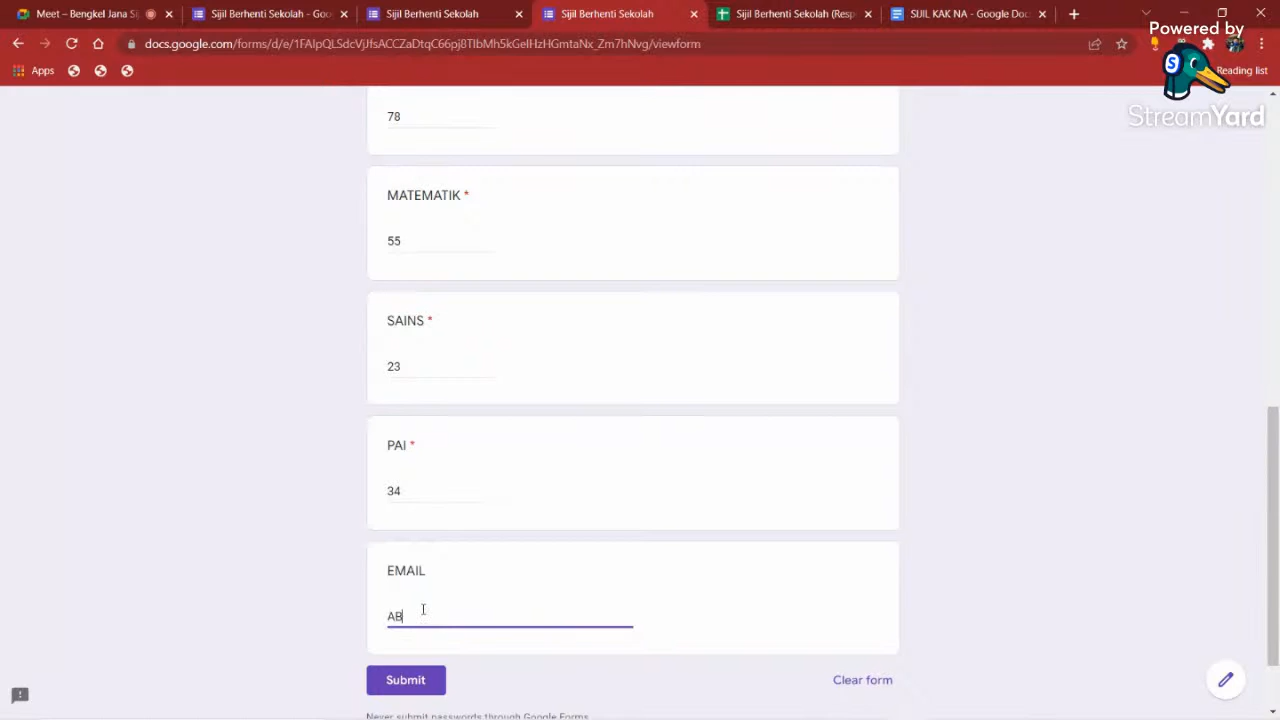 Meet – Bengkel Jana Si
Sijil Berhenti Sekolah - Goo
Sijil Berhenti Sekolah
Sijil Berhenti Sekolah
Sijil Berhenti Sekolah (Resp
SIJIL KAK NA - Google Doc
Powered by
docs.google.com/forms/d/e/1FAIpQLSdcVjJfsACCZaDtqC66pj8TlbMh5kGelHzHGmtaNx_Zm7hNvg/viewform
Apps
Reading list
S
StreamYard
78
MATEMATIK *
55
SAINS *
23
PAI *
34
EMAIL
AB
Submit
Clear form
Never submit passwords through Google Forms.